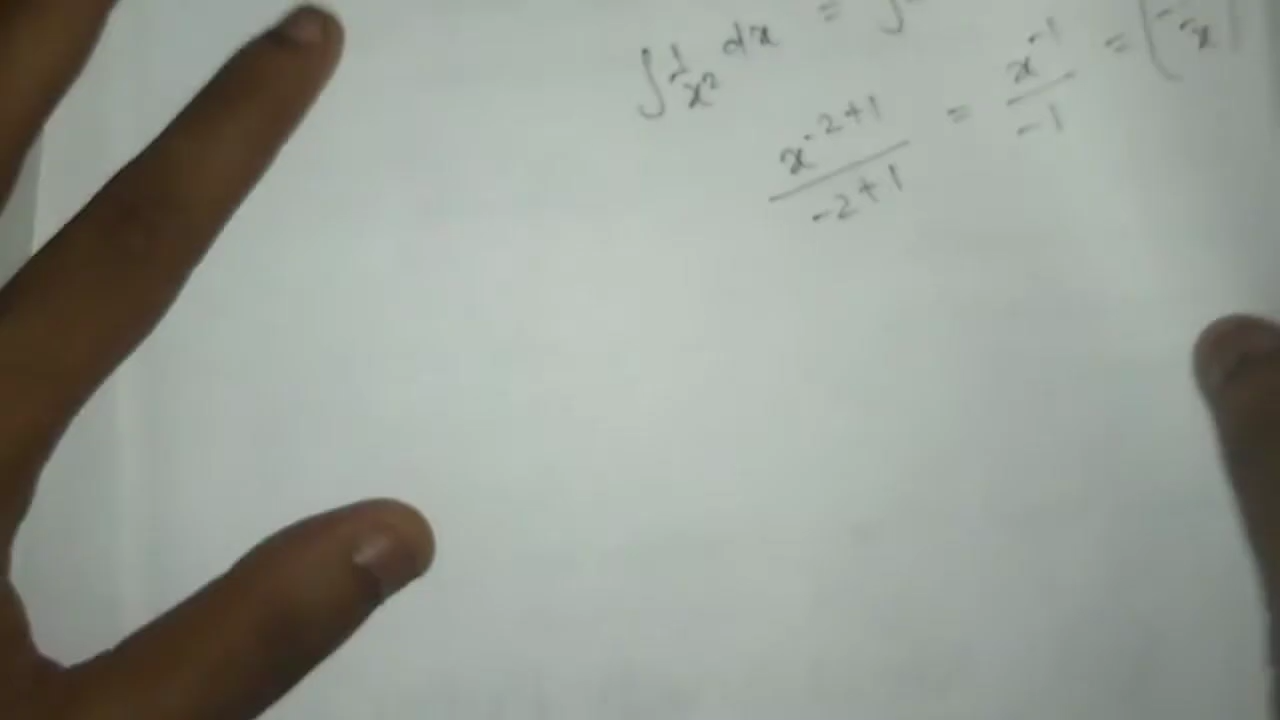 ∫ 1/x² dx = ∫
x^(-2+1)/(-2+1) = x^(-1)/(-1) =